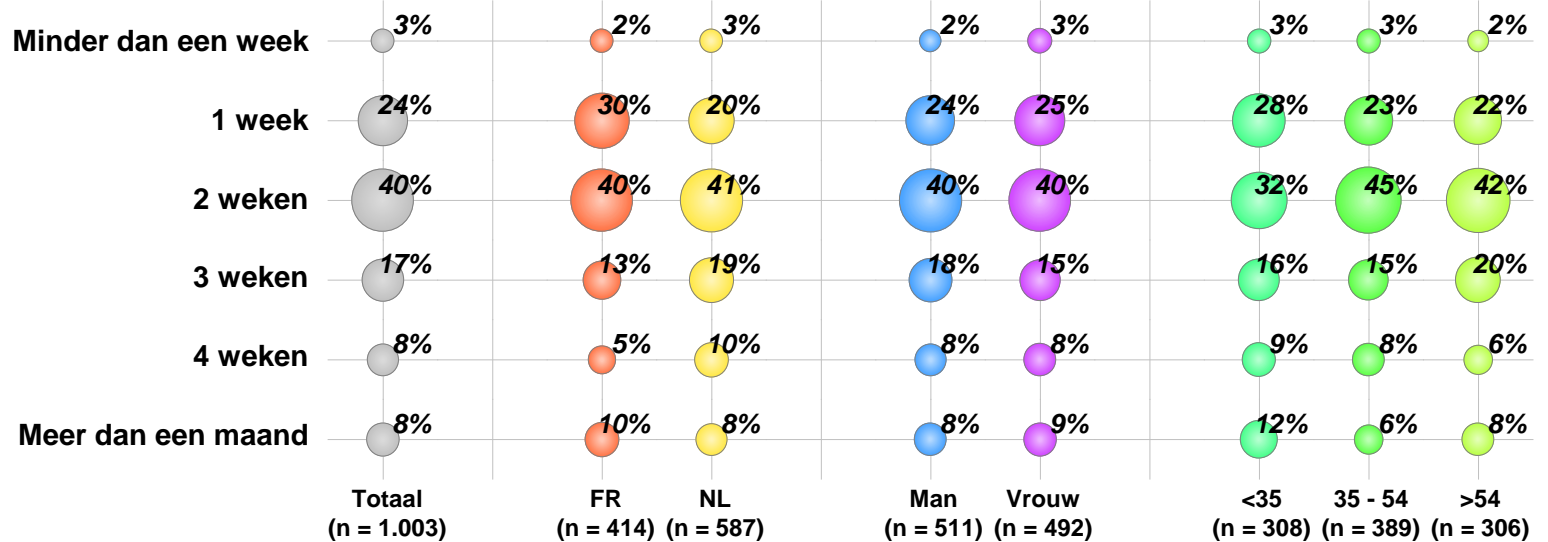 Minder dan een week 3% 2% 3% 2% 3% 3% 3% 2%
1 week 24% 30% 20% 24% 25% 28% 23% 22%
2 weken 40% 40% 41% 40% 40% 32% 45% 42%
3 weken 17% 13% 19% 18% 15% 16% 15% 20%
4 weken 8% 5% 10% 8% 8% 9% 8% 6%
Meer dan een maand 8% 10% 8% 8% 9% 12% 6% 8%
Totaal FR NL Man Vrouw <35 35 - 54 >54
(n = 1.003) (n = 414) (n = 587) (n = 511) (n = 492) (n = 308) (n = 389) (n = 306)